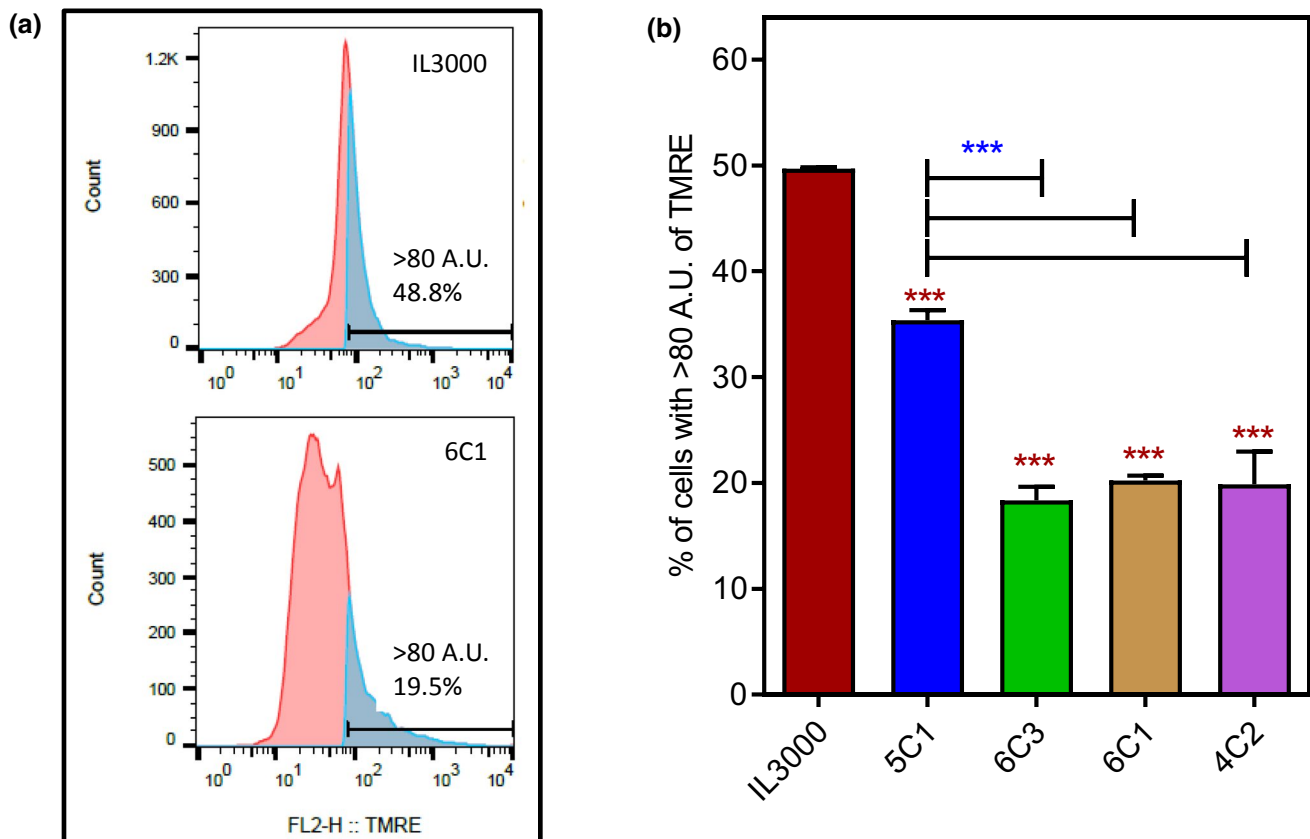 (a)
IL3000
1.2K
900
600
300
0
Count
>80 A.U.
48.8%
10^0 10^1 10^2 10^3 10^4
6C1
500
400
300
200
100
0
Count
>80 A.U.
19.5%
10^0 10^1 10^2 10^3 10^4
FL2-H :: TMRE
(b)
% of cells with >80 A.U. of TMRE
60
50
40
30
20
10
0
***
***
***
***
***
IL3000 5C1 6C3 6C1 4C2